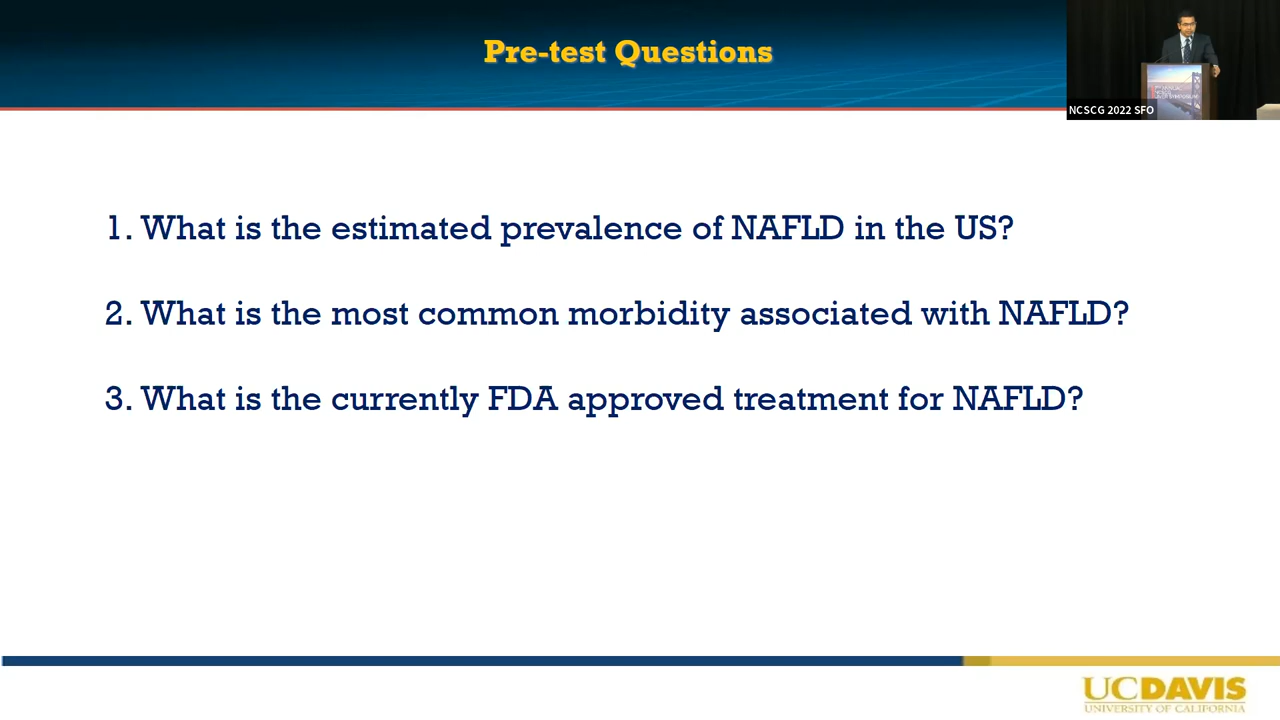 Pre-test Questions
NCSCG 2022 SFO
1. What is the estimated prevalence of NAFLD in the US?
2. What is the most common morbidity associated with NAFLD?
3. What is the currently FDA approved treatment for NAFLD?
UCDAVIS
UNIVERSITY OF CALIFORNIA